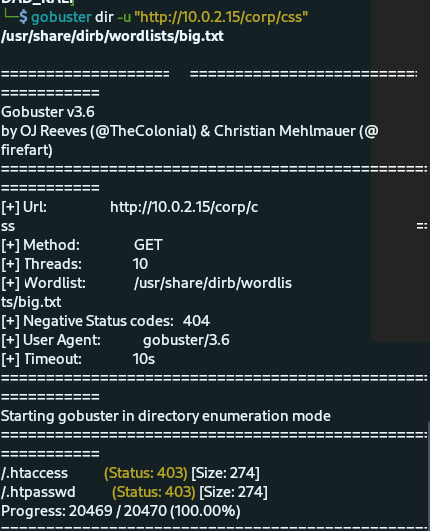 └─$ gobuster dir -u "http://10.0.2.15/corp/css"
/usr/share/dirb/wordlists/big.txt
==================== ===========================
===========
Gobuster v3.6
by OJ Reeves (@TheColonial) & Christian Mehlmauer (@
firefart)
===================================================
===========
[+] Url: http://10.0.2.15/corp/c
ss =
[+] Method: GET
[+] Threads: 10
[+] Wordlist: /usr/share/dirb/wordlis
ts/big.txt
[+] Negative Status codes: 404
[+] User Agent: gobuster/3.6
[+] Timeout: 10s
===================================================
===========
Starting gobuster in directory enumeration mode
===================================================
===========
/.htaccess (Status: 403) [Size: 274]
/.htpasswd (Status: 403) [Size: 274]
Progress: 20469 / 20470 (100.00%)
===================================================